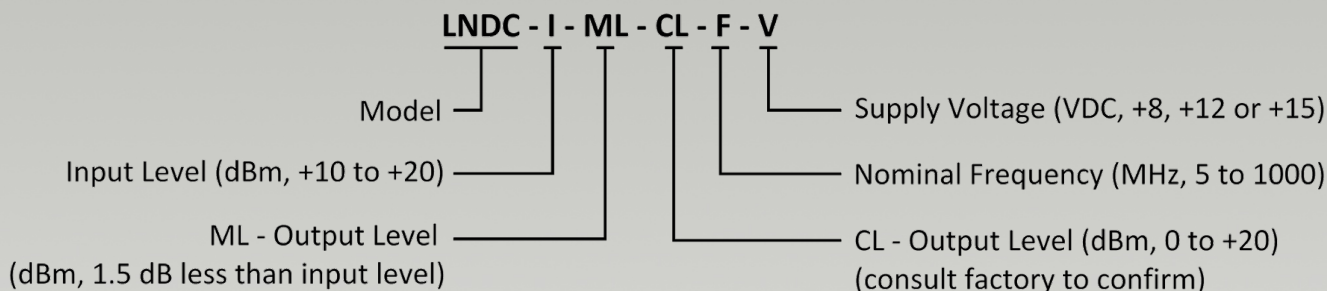 LNDC - I - ML - CL - F - V
Model
Input Level (dBm, +10 to +20)
ML - Output Level
(dBm, 1.5 dB less than input level)
Supply Voltage (VDC, +8, +12 or +15)
Nominal Frequency (MHz, 5 to 1000)
CL - Output Level (dBm, 0 to +20)
(consult factory to confirm)